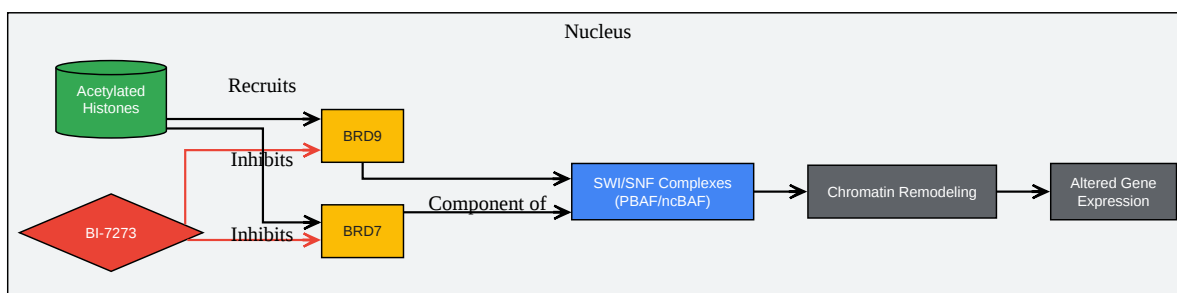 Nucleus
Acetylated
Histones
Recruits
BRD9
Inhibits
SWI/SNF Complexes
(PBAF/ncBAF)
Chromatin Remodeling
Altered Gene
Expression
Component of
BI-7273
Inhibits
BRD7